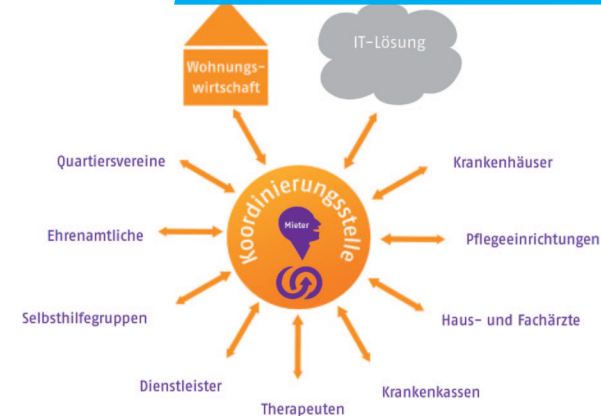 Wohnungs-
wirtschaft
IT-Lösung
Quartiersvereine
Krankenhäuser
Koordinierungsstelle
Mieter
Ehrenamtliche
Pflegeeinrichtungen
Selbsthilfegruppen
Haus- und Fachärzte
Dienstleister
Krankenkassen
Therapeuten